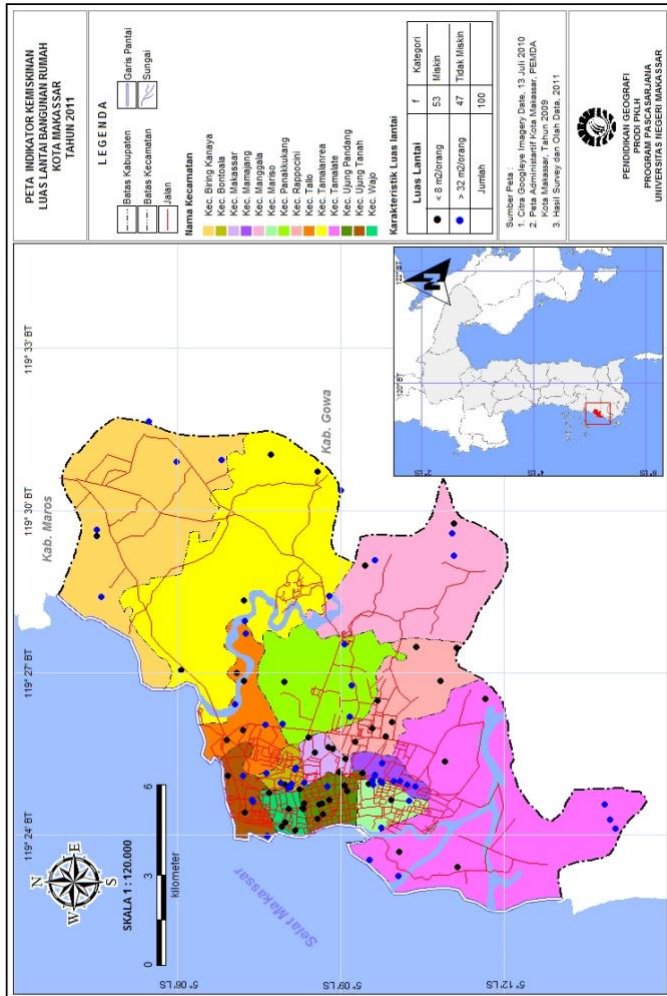 PETA INDIKATOR KEMISKINAN
LUAS LANTAI BANGUNAN RUMAH
KOTA MAKASSAR
TAHUN 2011
LEGENDA
Batas Kabupaten
Garis Pantai
Batas Kecamatan
Sungai
Jalan
Nama Kecamatan
Kec. Biring Kanaya
Kec. Bontoala
Kec. Makassar
Kec. Mamajang
Kec. Manggala
Kec. Mariso
Kec. Panakkukang
Kec. Rappocini
Kec. Tallo
Kec. Tamalanrea
Kec. Tamalate
Kec. Ujung Pandang
Kec. Ujung Tanah
Kec. Wajo
Karakteristik Luas lantai
Luas Lantai f Kategori
< 8 m2/orang 53 Miskin
> 32 m2/orang 47 Tidak Miskin
Jumlah 100
Sumber Peta :
1. Citra Googleye Imagery Date, 13 Juli 2010
2. Peta Administratif Kota Makassar, PEMDA
Kota Makassar, Tahun 2009
3. Hasil Survey dan Olah Data, 2011
PENDIDIKAN GEOGRAFI
PRODI PKLH
PROGRAM PASCASARJANA
UNIVERSITAS PEGERI MAKASSAR
119° 24' BT
119° 27' BT
119° 30' BT
119° 33' BT
5° 06' LS
5° 09' LS
5° 12' LS
N
E
S
W
SKALA 1 : 120.000
0 3 6
kilometer
Selat Makassar
Kab. Maros
Kab. Gowa
N
120° BT
122° BT